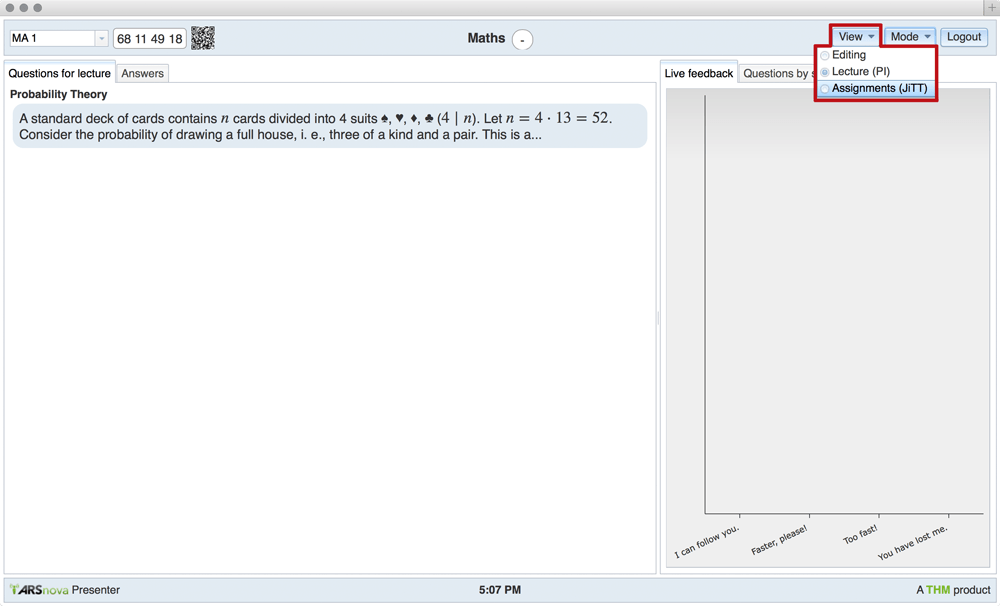 MA 1
68 11 49 18
Maths
-
View
Mode
Logout
Editing
Lecture (PI)
Assignments (JiTT)
Questions for lecture
Answers
Probability Theory
A standard deck of cards contains n cards divided into 4 suits ♠, ♥, ♦, ♣ (4 | n). Let n = 4 · 13 = 52.
Consider the probability of drawing a full house, i. e., three of a kind and a pair. This is a...
Live feedback
Questions by s
I can follow you.
Faster, please!
Too fast!
You have lost me.
ARSnova Presenter
5:07 PM
A THM product